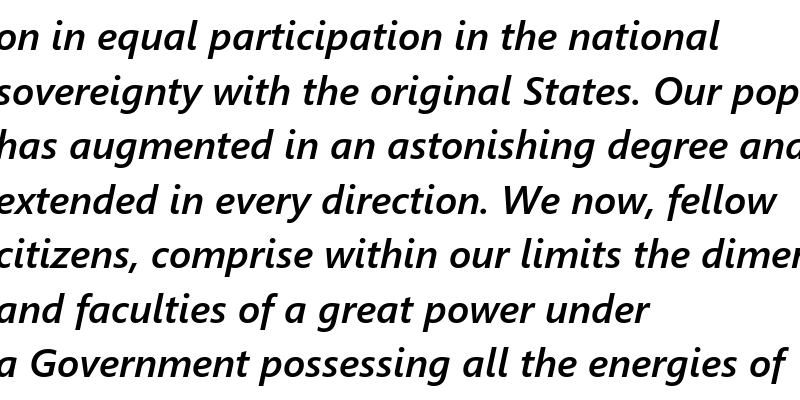 on in equal participation in the national
sovereignty with the original States. Our pop
has augmented in an astonishing degree and
extended in every direction. We now, fellow
citizens, comprise within our limits the dimen
and faculties of a great power under
a Government possessing all the energies of